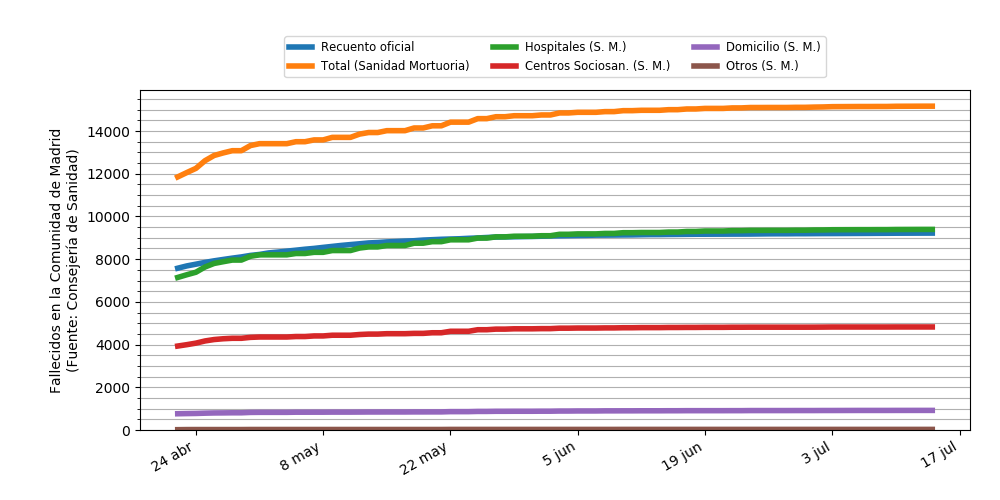 Recuento oficial
Total (Sanidad Mortuoria)
Hospitales (S. M.)
Centros Sociosan. (S. M.)
Domicilio (S. M.)
Otros (S. M.)
Fallecidos en la Comunidad de Madrid
(Fuente: Consejería de Sanidad)
14000
12000
10000
8000
6000
4000
2000
0
24 abr
8 may
22 may
5 jun
19 jun
3 jul
17 jul